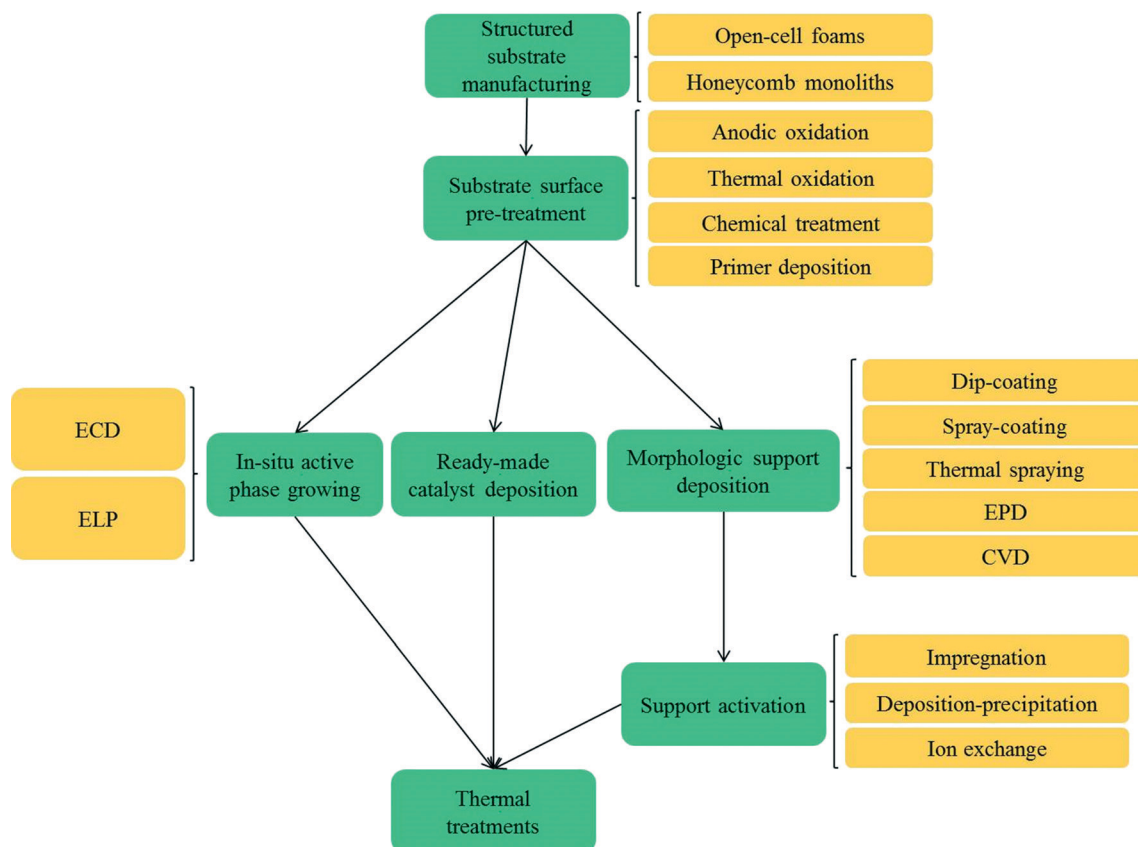 Structured
substrate
manufacturing
Open-cell foams
Honeycomb monoliths
Substrate surface
pre-treatment
Anodic oxidation
Thermal oxidation
Chemical treatment
Primer deposition
ECD
ELP
In-situ active
phase growing
Ready-made
catalyst deposition
Morphologic support
deposition
Dip-coating
Spray-coating
Thermal spraying
EPD
CVD
Support activation
Impregnation
Deposition-precipitation
Ion exchange
Thermal
treatments